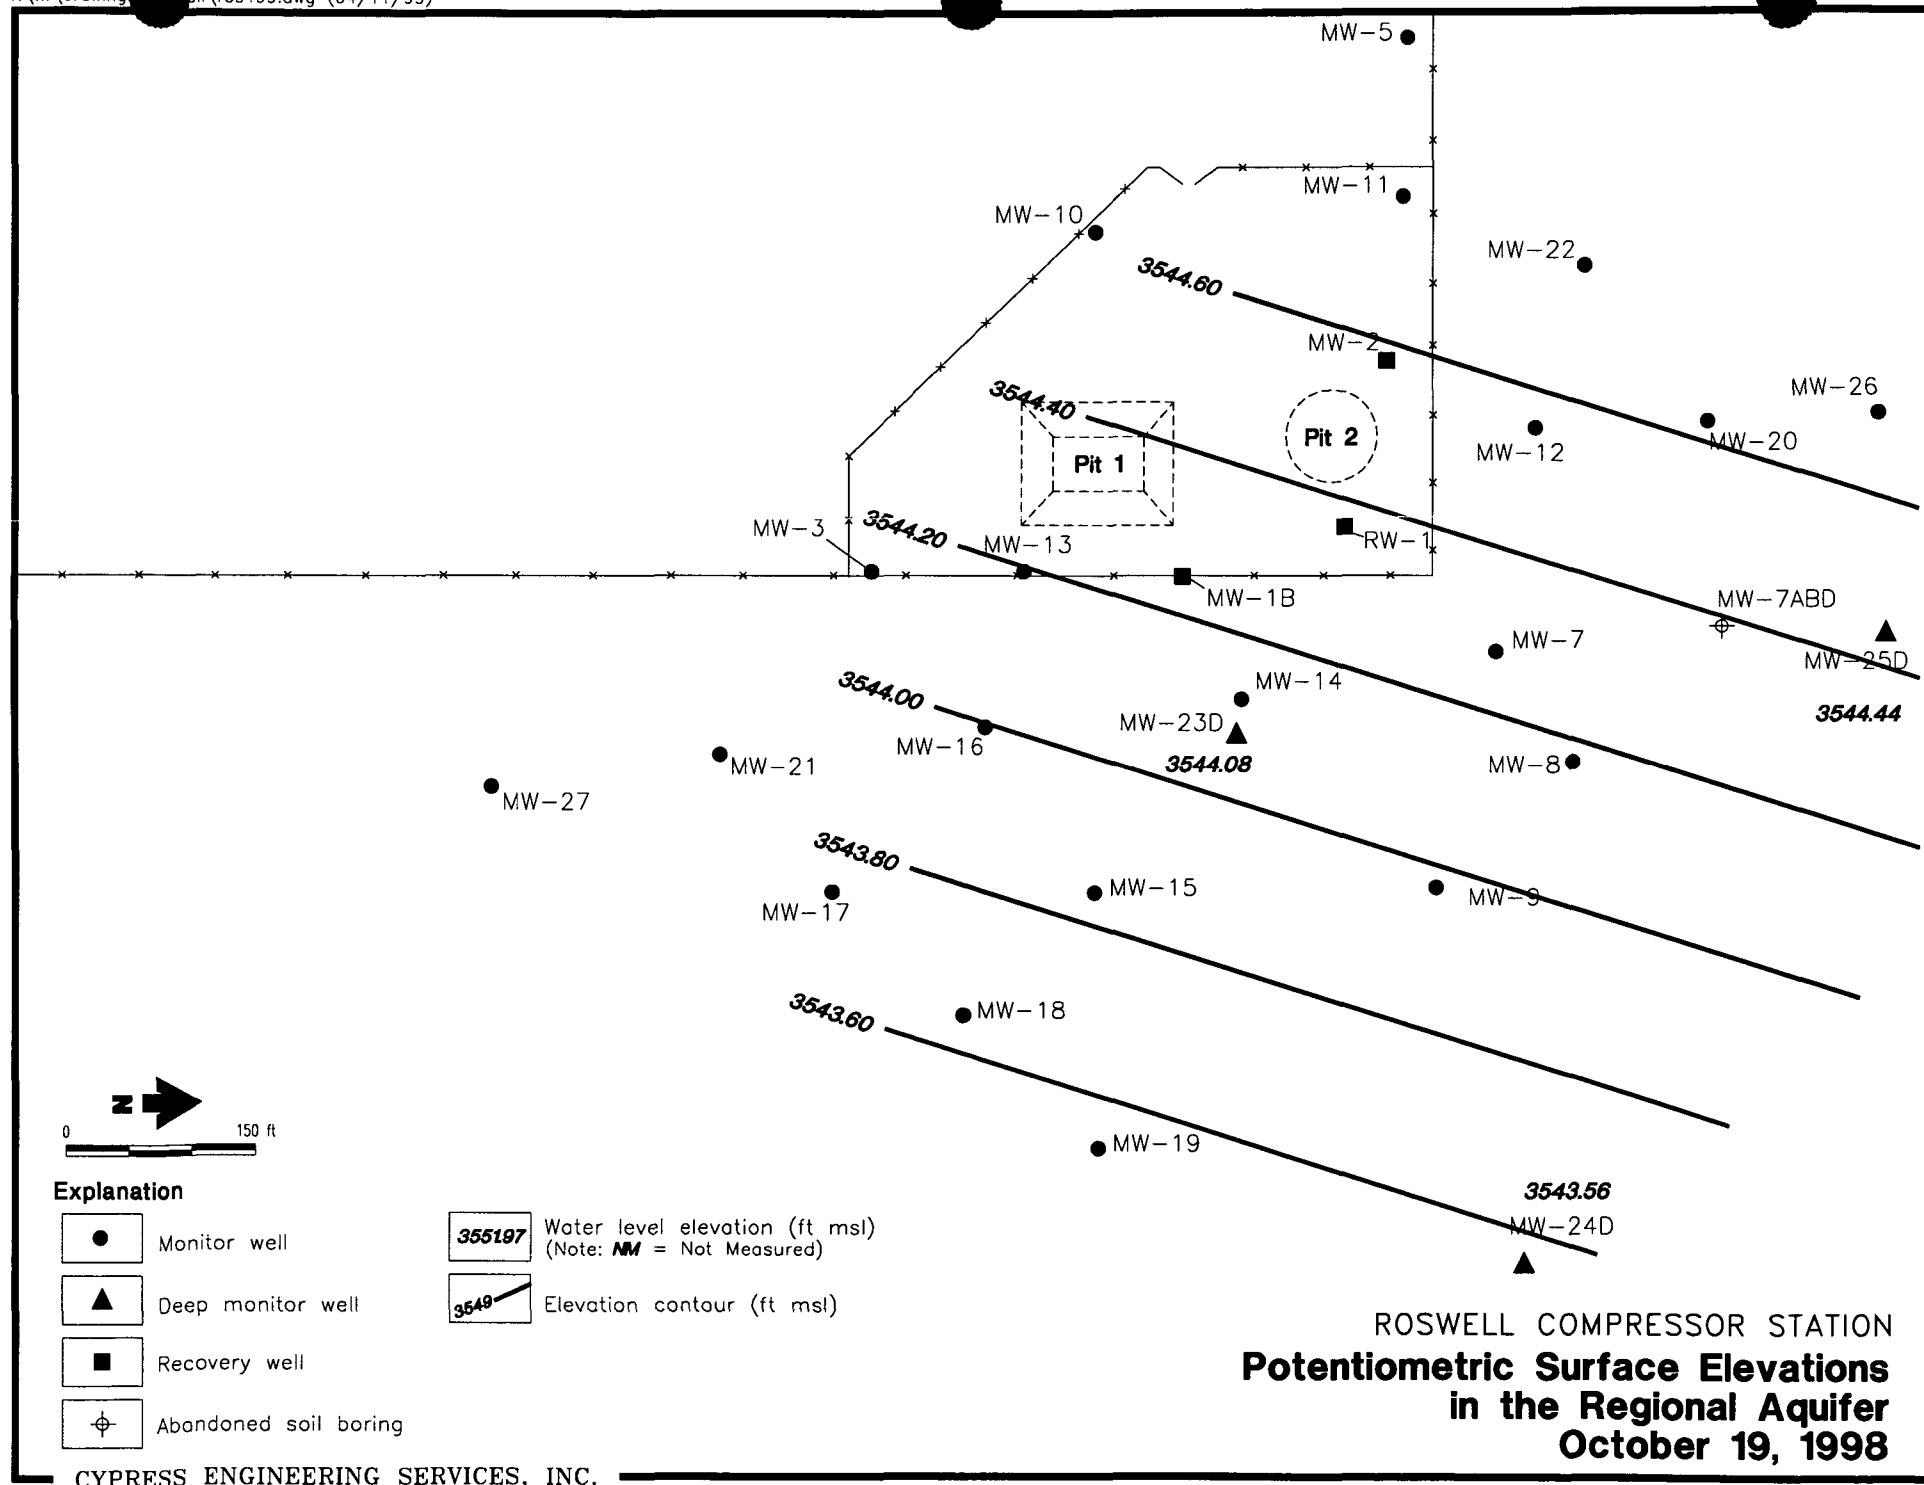 MW-5
MW-11
MW-10
MW-22
3544.60
MW-2
MW-26
3544.40
Pit 2
MW-20
MW-12
Pit 1
3544.20
MW-3
MW-13
RW-1
MW-1B
MW-7ABD
MW-7
MW-25D
MW-14
3544.00
3544.44
MW-23D
MW-16
3544.08
MW-8
MW-21
MW-27
3543.80
MW-15
MW-9
MW-17
3543.60
MW-18
N
0 150 ft
MW-19
3543.56
MW-24D
Explanation
Monitor well
Deep monitor well
Recovery well
Abandoned soil boring
3551.97 Water level elevation (ft msl)
(Note: NM = Not Measured)
3549 Elevation contour (ft msl)
ROSWELL COMPRESSOR STATION
Potentiometric Surface Elevations
in the Regional Aquifer
October 19, 1998
CYPRESS ENGINEERING SERVICES, INC.